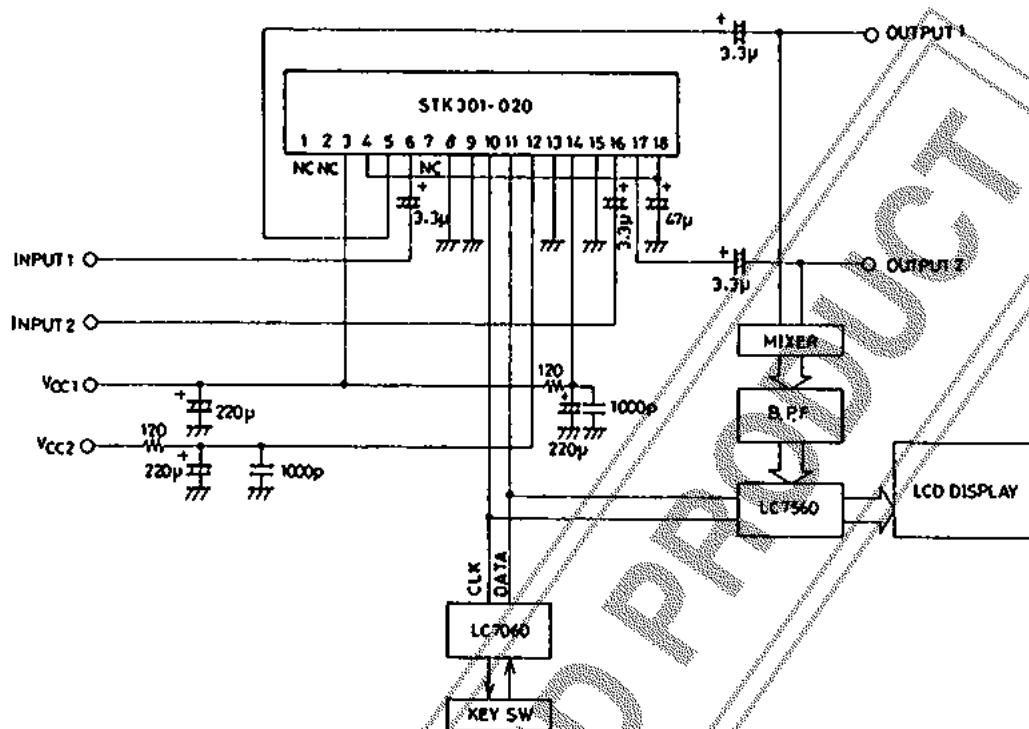 +
3.3μ
OUTPUT 1
STK301-020
1 2 3 4 5 6 7 8 9 10 11 12 13 14 15 16 17 18
NC NC NC
+
3.3μ
+
3.3μ
+
47μ
INPUT 1
+
3.3μ
OUTPUT 2
INPUT 2
MIXER
VCC1
120
+
220μ
+
220μ
1000p
B.P.F
VCC2
120
+
220μ
1000p
LC7560
LCD DISPLAY
CLK
DATA
LC7060
KEY SW
D PRODUCT